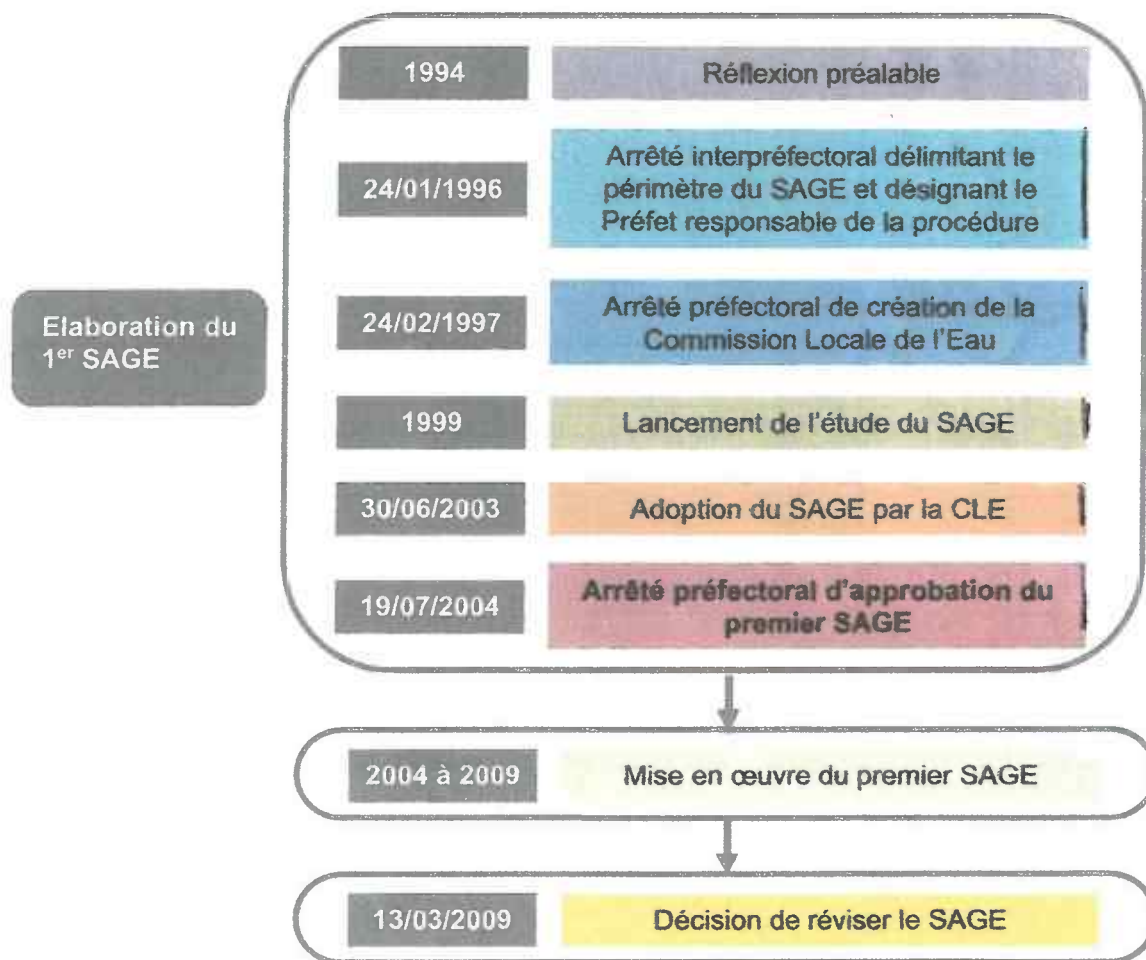 1994
Réflexion préalable
24/01/1996
Arrêté interpréfectoral délimitant le
périmètre du SAGE et désignant le
Préfet responsable de la procédure
Elaboration du
1er SAGE
24/02/1997
Arrêté préfectoral de création de la
Commission Locale de l'Eau
1999
Lancement de l'étude du SAGE
30/06/2003
Adoption du SAGE par la CLE
19/07/2004
Arrêté préfectoral d'approbation du
premier SAGE
2004 à 2009
Mise en œuvre du premier SAGE
13/03/2009
Décision de réviser le SAGE